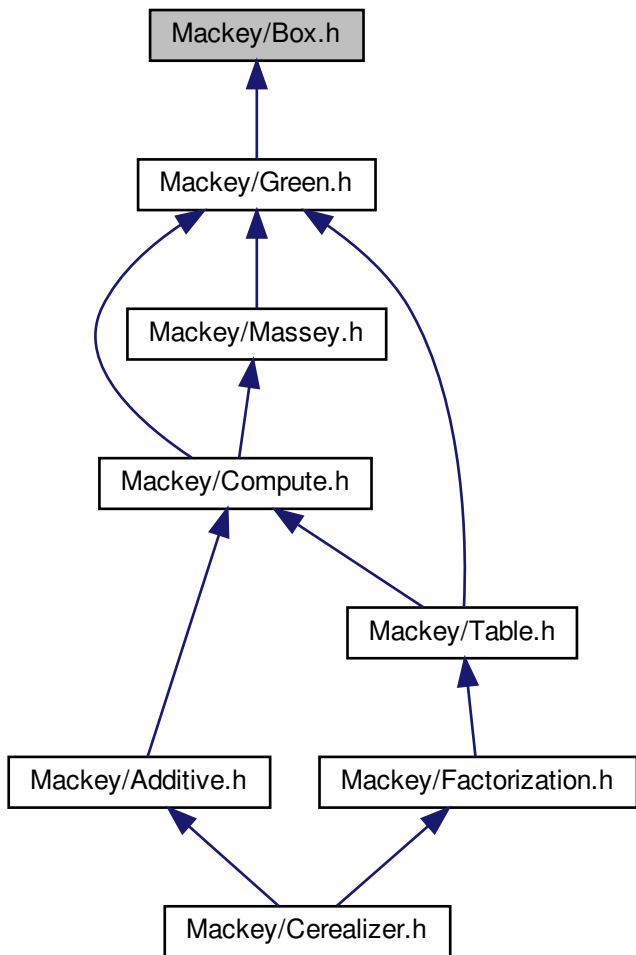 Mackey/Box.h
Mackey/Green.h
Mackey/Massey.h
Mackey/Compute.h
Mackey/Table.h
Mackey/Additive.h
Mackey/Factorization.h
Mackey/Cerealizer.h